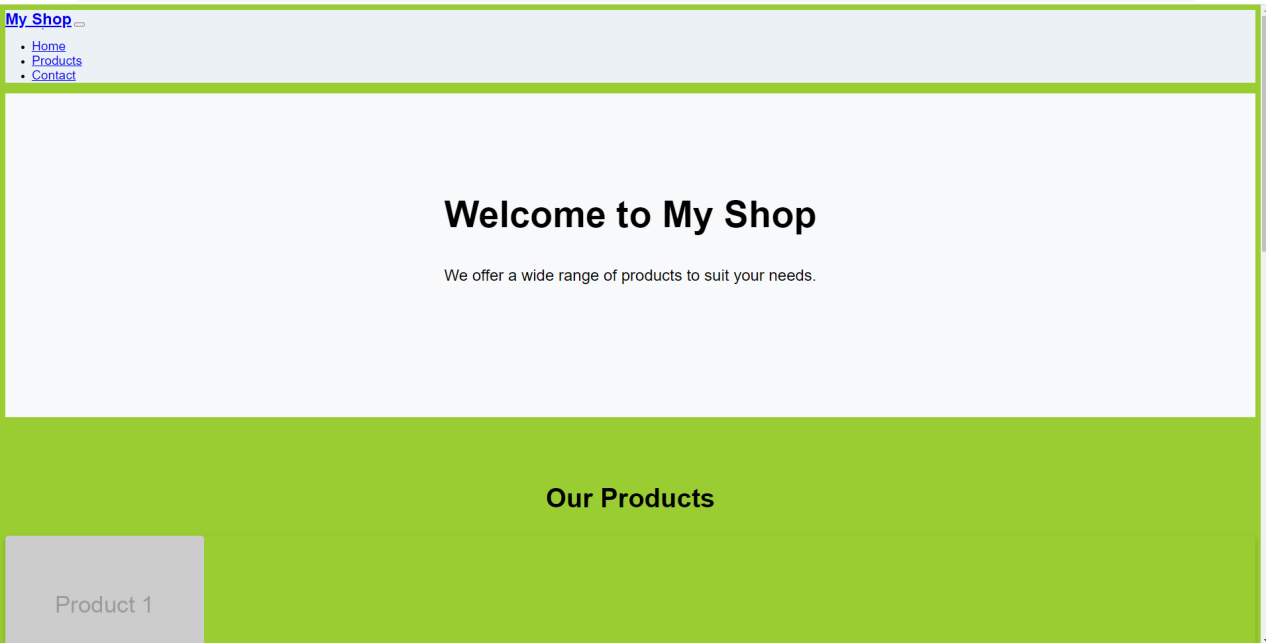 My Shop
Home
Products
Contact
Welcome to My Shop
We offer a wide range of products to suit your needs.
Our Products
Product 1